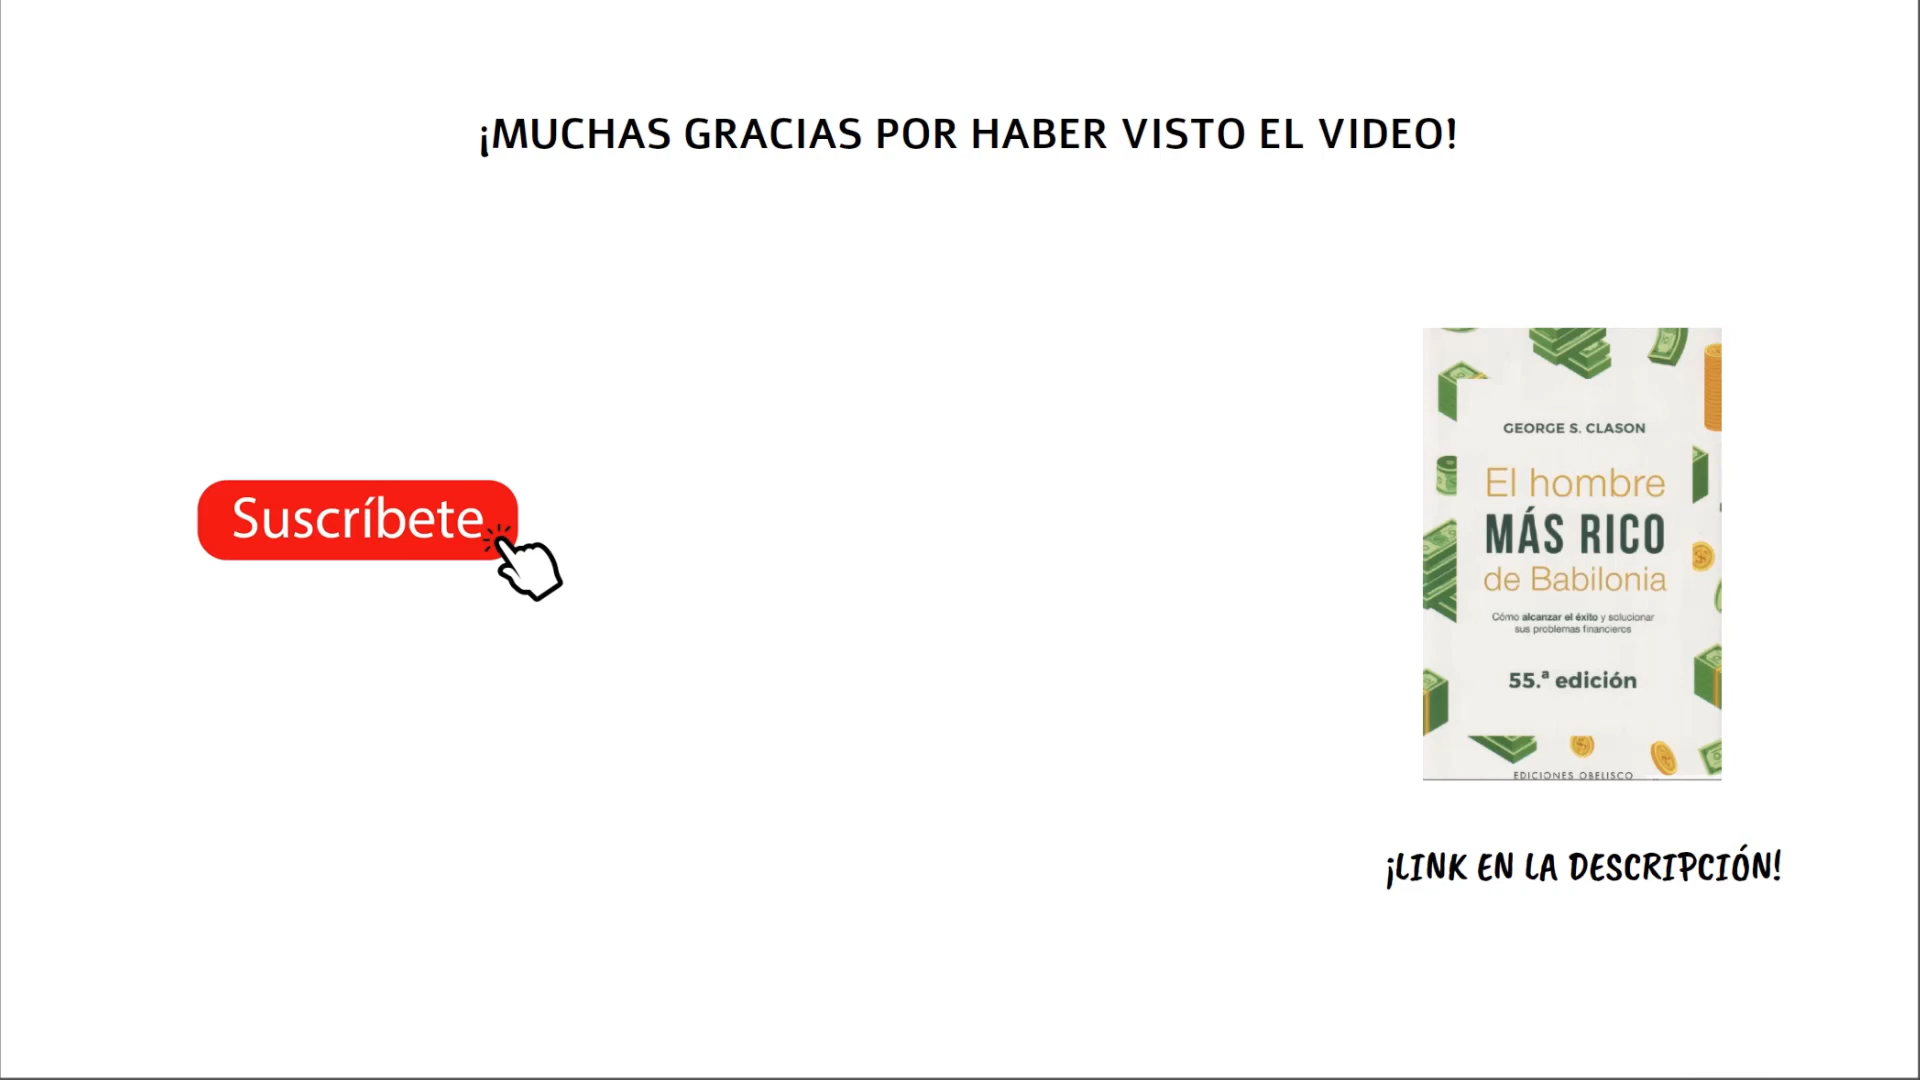 ¡MUCHAS GRACIAS POR HABER VISTO EL VIDEO!
Suscríbete
GEORGE S. CLASON
El hombre
MÁS RICO
de Babilonia
Cómo alcanzar el éxito y solucionar
sus problemas financieros
55.ª edición
EDICIONES OBELISCO
¡LINK EN LA DESCRIPCIÓN!